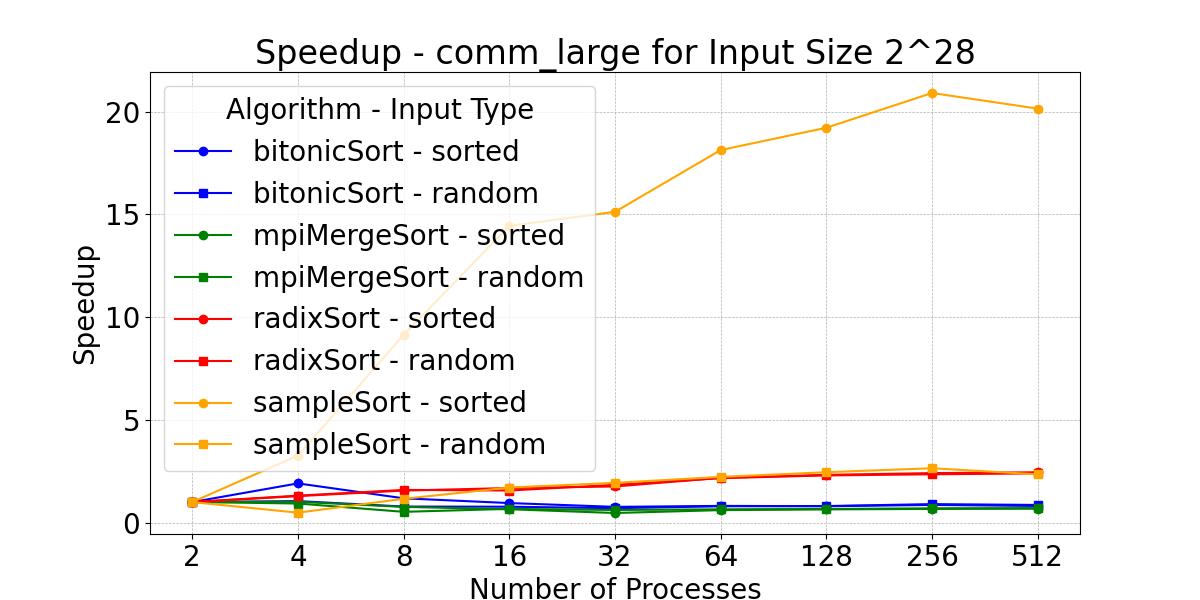 Speedup - comm_large for Input Size 2^28
Speedup
20
15
10
5
0
Algorithm - Input Type
bitonicSort - sorted
bitonicSort - random
mpiMergeSort - sorted
mpiMergeSort - random
radixSort - sorted
radixSort - random
sampleSort - sorted
sampleSort - random
2 4 8 16 32 64 128 256 512
Number of Processes